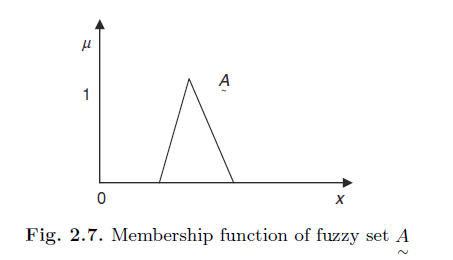 μ
A
~
1
0
x
Fig. 2.7. Membership function of fuzzy set A
~